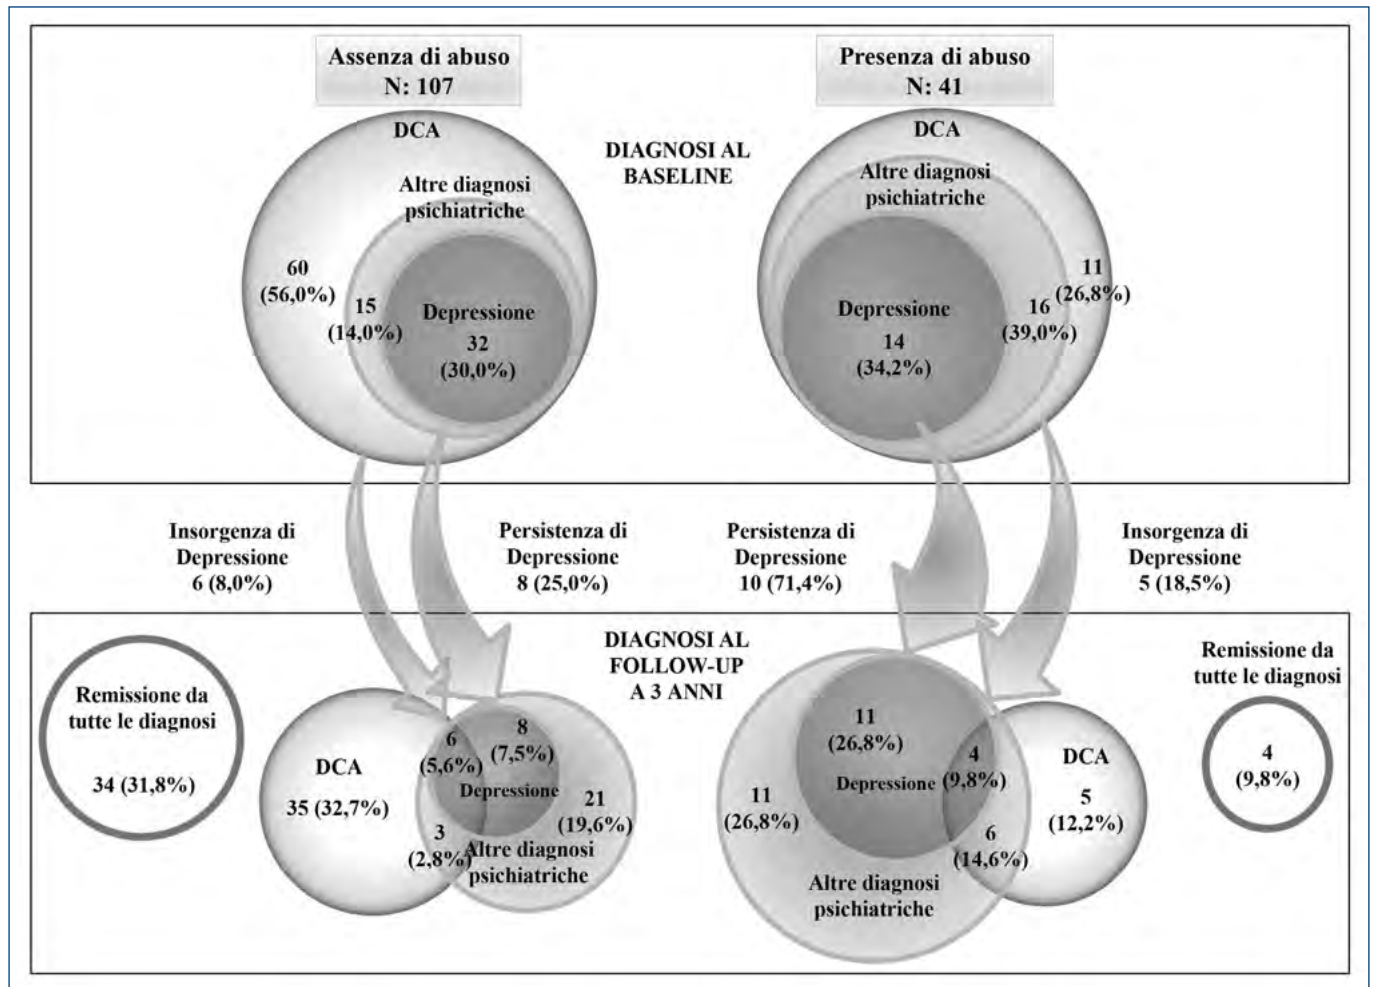 Assenza di abuso
N: 107
Presenza di abuso
N: 41
DCA
DCA
DIAGNOSI AL
BASELINE
Altre diagnosi
psichiatriche
Altre diagnosi
psichiatriche
60
(56,0%)
15
(14,0%)
Depressione
32
(30,0%)
Depressione
14
(34,2%)
16
(39,0%)
11
(26,8%)
Insorgenza di
Depressione
6 (8,0%)
Persistenza di
Depressione
8 (25,0%)
Persistenza di
Depressione
10 (71,4%)
Insorgenza di
Depressione
5 (18,5%)
DIAGNOSI AL
FOLLOW-UP
A 3 ANNI
Remissione da
tutte le diagnosi
34 (31,8%)
DCA
35 (32,7%)
6
(5,6%)
8
(7,5%)
Depressione
21
(19,6%)
3
(2,8%)
Altre diagnosi
psichiatriche
11
(26,8%)
11
(26,8%)
Depressione
4
(9,8%)
DCA
5
(12,2%)
6
(14,6%)
Altre diagnosi
psichiatriche
Remissione da
tutte le diagnosi
4
(9,8%)